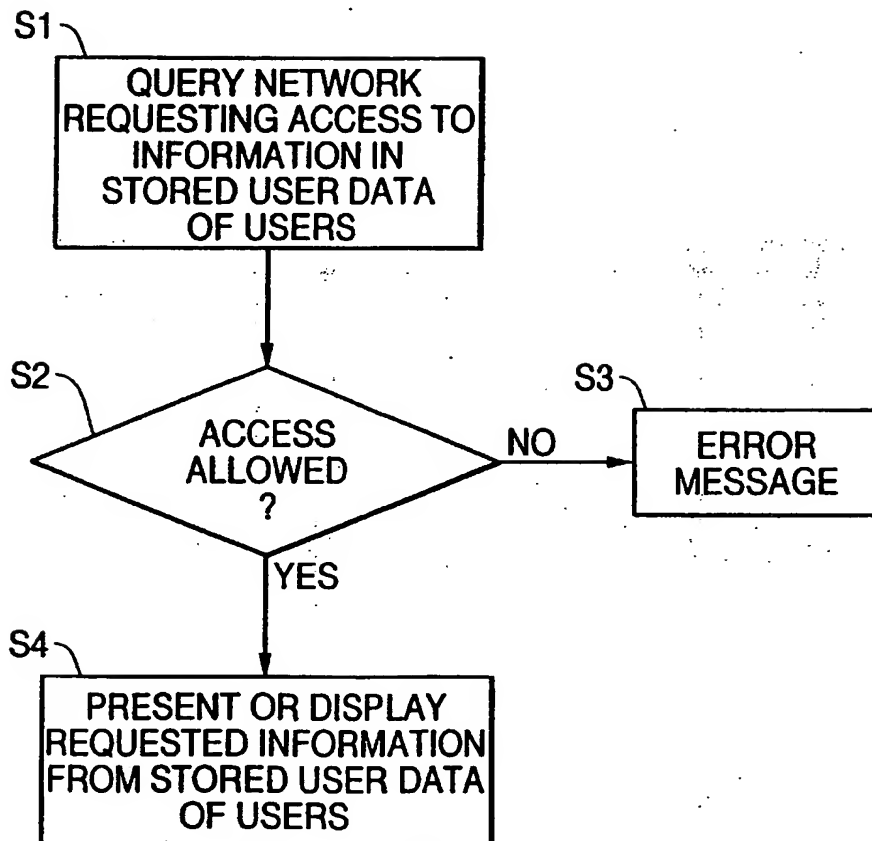 S1
QUERY NETWORK
REQUESTING ACCESS TO
INFORMATION IN
STORED USER DATA
OF USERS
S2
ACCESS
ALLOWED
?
NO
S3
ERROR
MESSAGE
YES
S4
PRESENT OR DISPLAY
REQUESTED INFORMATION
FROM STORED USER DATA
OF USERS